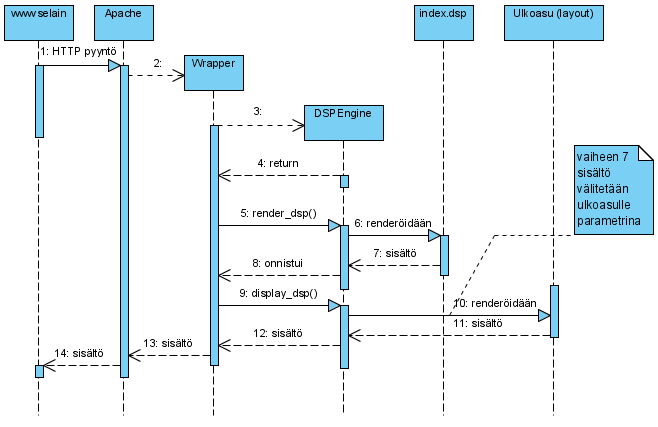 www.selain
Apache
index.dsp
Ulkoasu (layout)
1: HTTP pyyntö
2:
Wrapper
3:
DSPEngine
4: return
vaiheen 7
sisältö
välitetään
ulkoasulle
parametrina
5: render_dsp()
6: renderöidään
7: sisältö
8: onnistui
9: display_dsp()
10: renderöidään
11: sisältö
12: sisältö
13: sisältö
14: sisältö